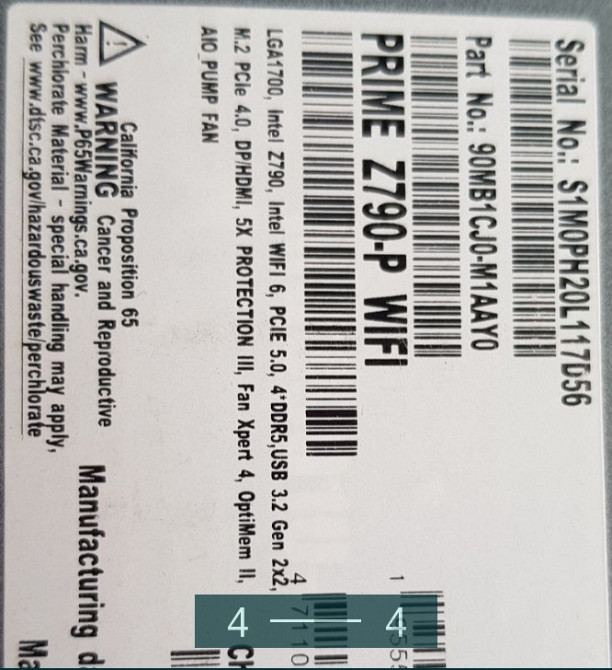 Serial No.: S1M0PH20L117D56
Part No.: 90MB1CJ0-M1AAY0
PRIME Z790-P WIFI
LGA1700, Intel Z790, Intel WIFI 6, PCIE 5.0, 4*DDR5,USB 3.2 Gen 2x2,
M.2 PCIe 4.0, DP/HDMI, 5X PROTECTION III, Fan Xpert 4, OptiMem II,
AIO_PUMP FAN
California Proposition 65
WARNING Cancer and Reproductive
Harm - www.P65Warnings.ca.gov.
Perchlorate Material - special handling may apply,
See www.dtsc.ca.gov/hazardouswaste/perchlorate
Manufacturing
4 — 4